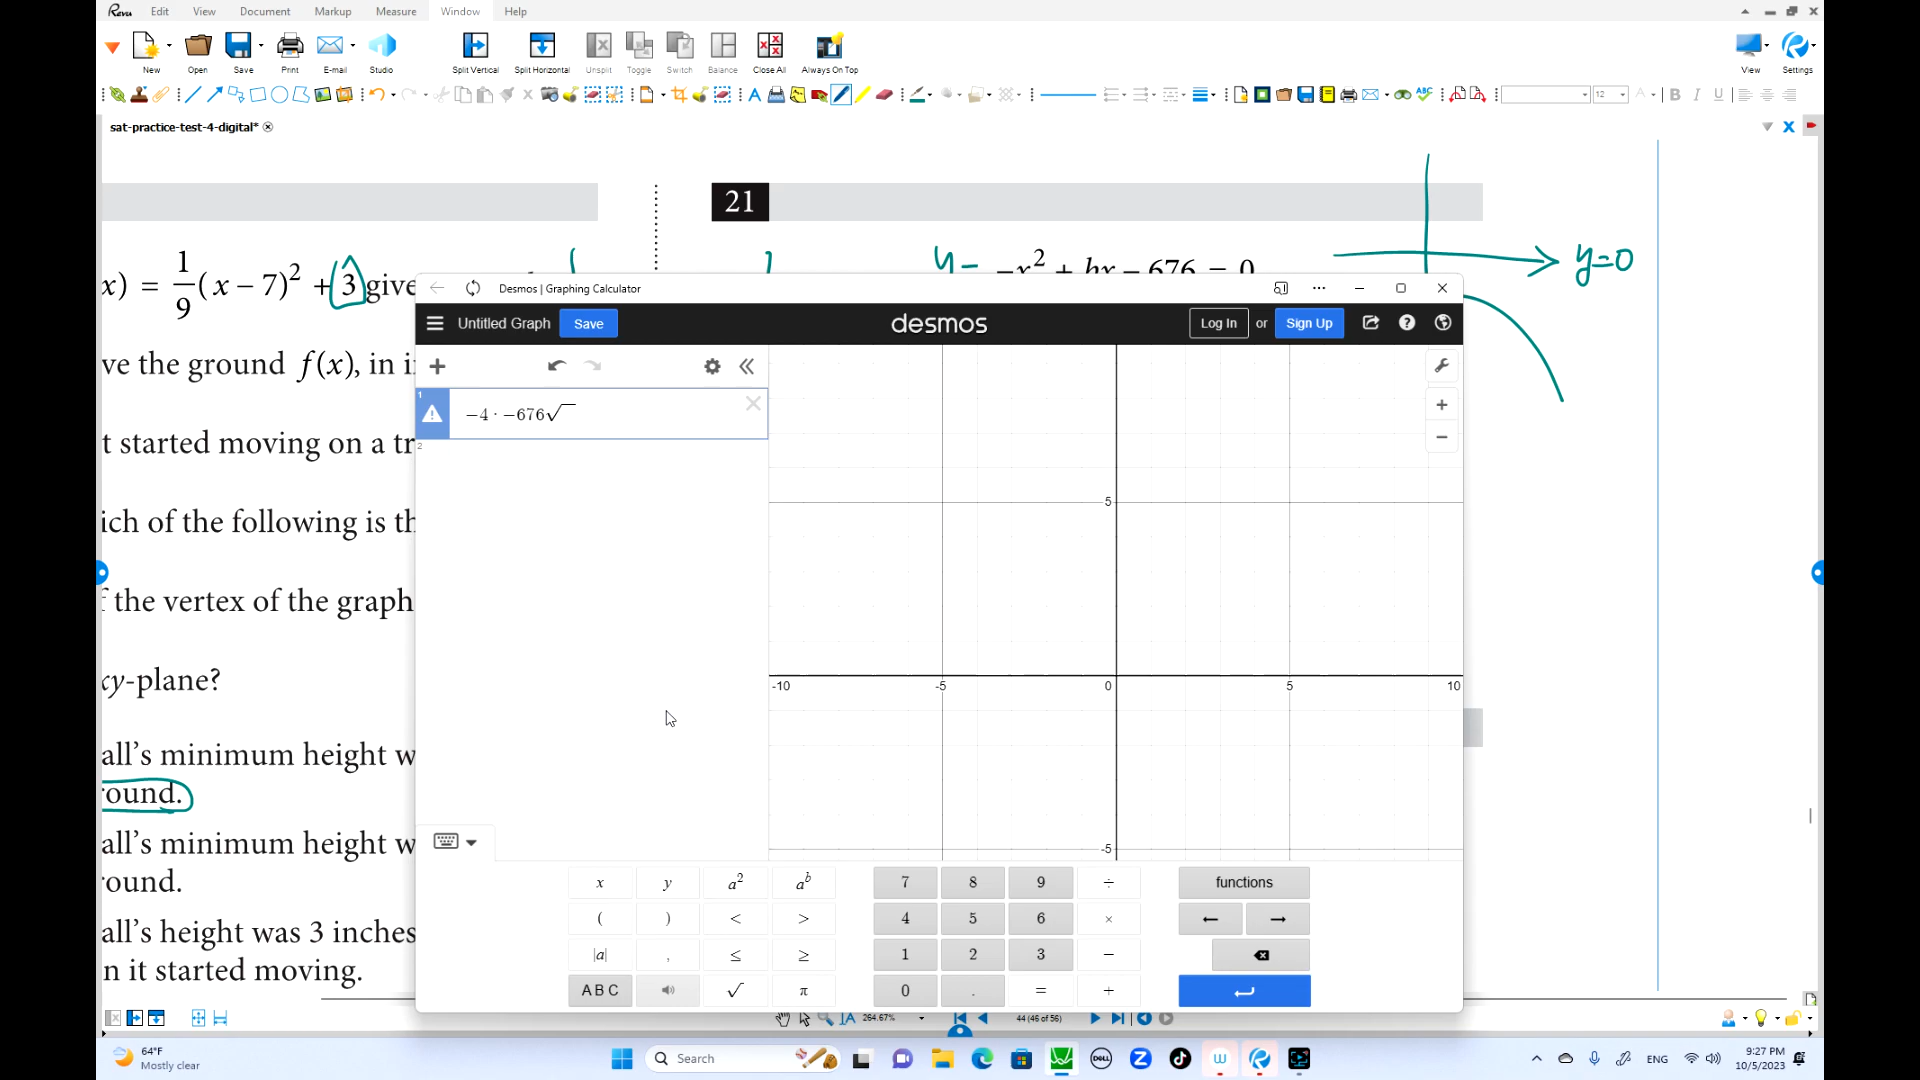 Revu Edit View Document Markup Measure Window Help
New Open Save Print E-mail Studio Split Vertical Split Horizontal Unsplit Toggle Switch Balance Close All Always On Top View Settings
12
sat-practice-test-4-digital*
21
x) = 1/9(x − 7)² + 3 give
y = −x² + bx − 676 = 0
y=0
ve the ground f(x), in i
t started moving on a tr
ich of the following is th
f the vertex of the graph
xy-plane?
all's minimum height w
round.
all's minimum height w
round.
all's height was 3 inches
n it started moving.
Desmos | Graphing Calculator
Untitled Graph Save desmos Log In or Sign Up
1
−4 · −676√
2
5
-10 -5 0 5 10
-5
x y a² aᵇ 7 8 9 ÷ functions
( ) < > 4 5 6 × ← →
|a| , ≤ ≥ 1 2 3 −
A B C √ π 0 . = +
264.67% 44 (46 of 56)
64°F
Mostly clear
Search
DELL
ENG
9:27 PM
10/5/2023